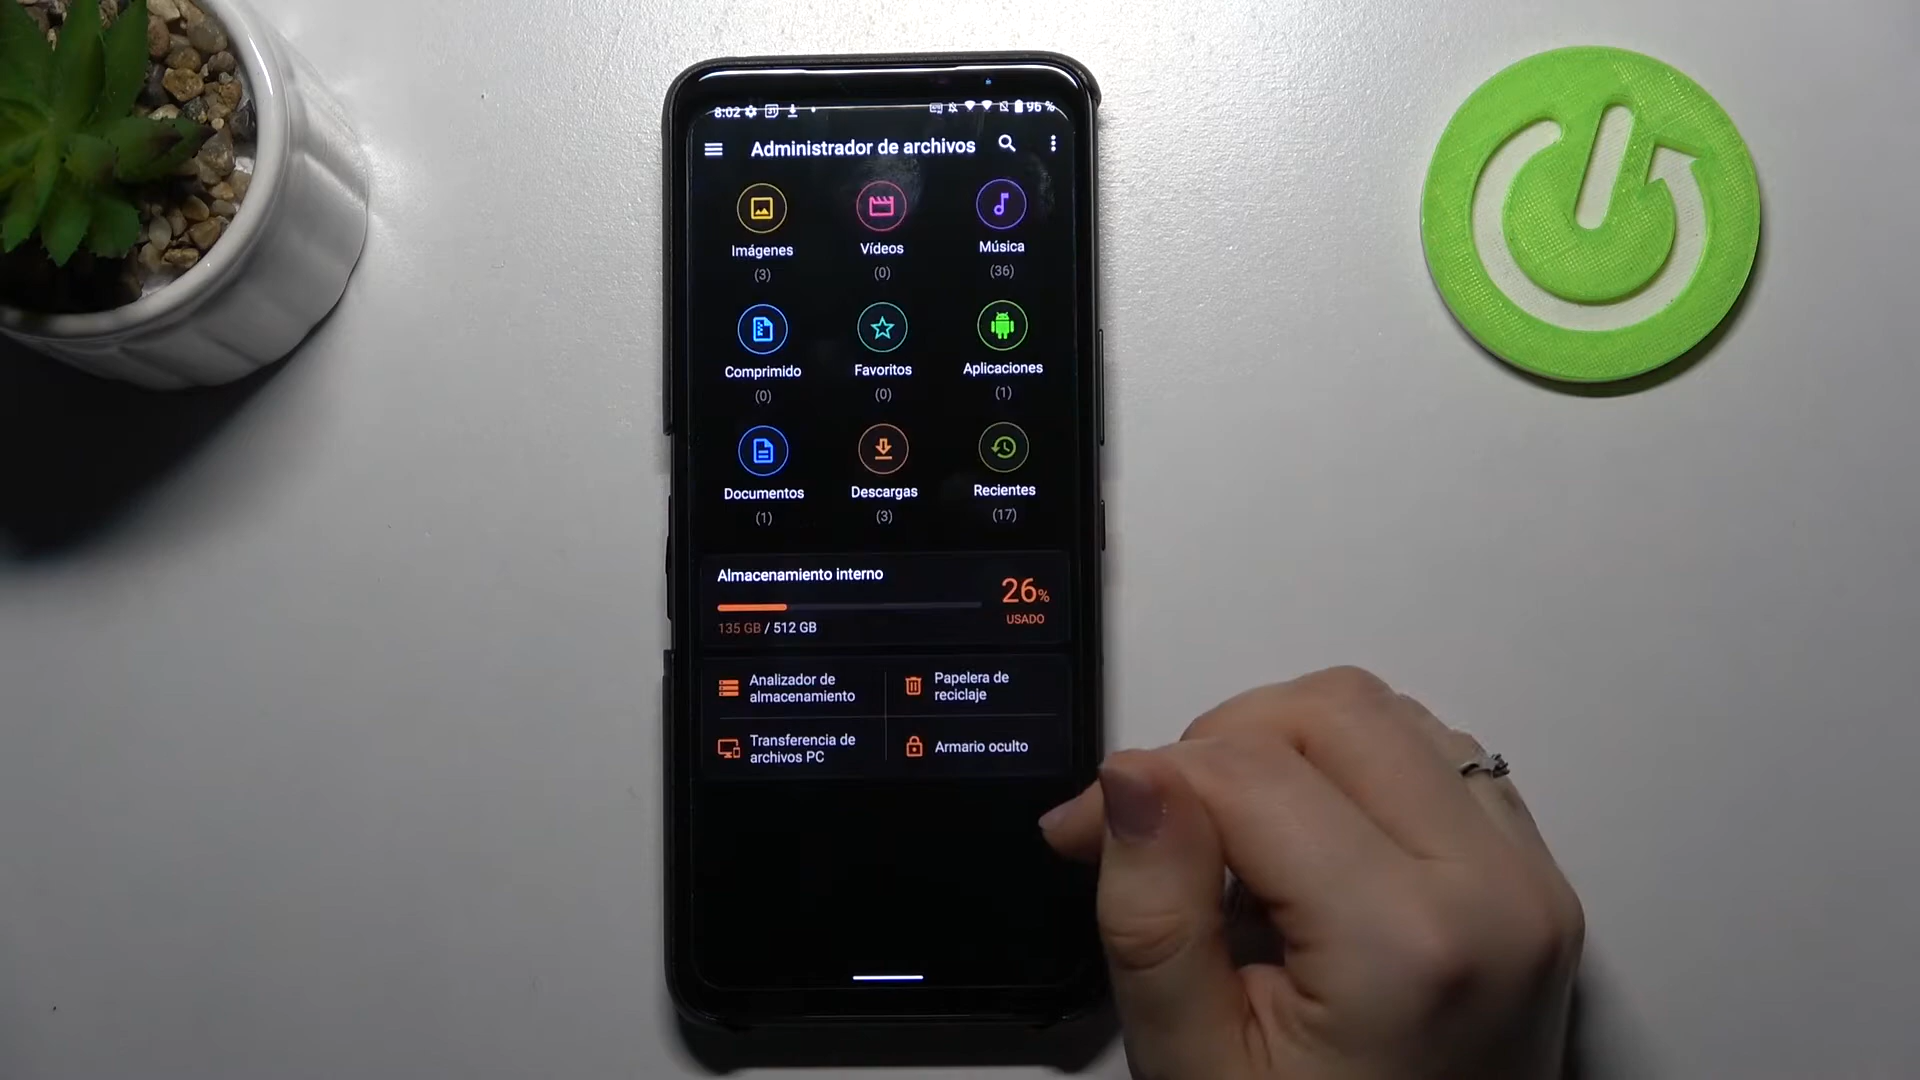 8:02 96 %
Administrador de archivos
Imágenes Vídeos Música
(3) (0) (36)
Comprimido Favoritos Aplicaciones
(0) (0) (1)
Documentos Descargas Recientes
(1) (3) (17)
Almacenamiento interno
26%
USADO
135 GB / 512 GB
Analizador de
almacenamiento
Papelera de
reciclaje
Transferencia de
archivos PC
Armario oculto